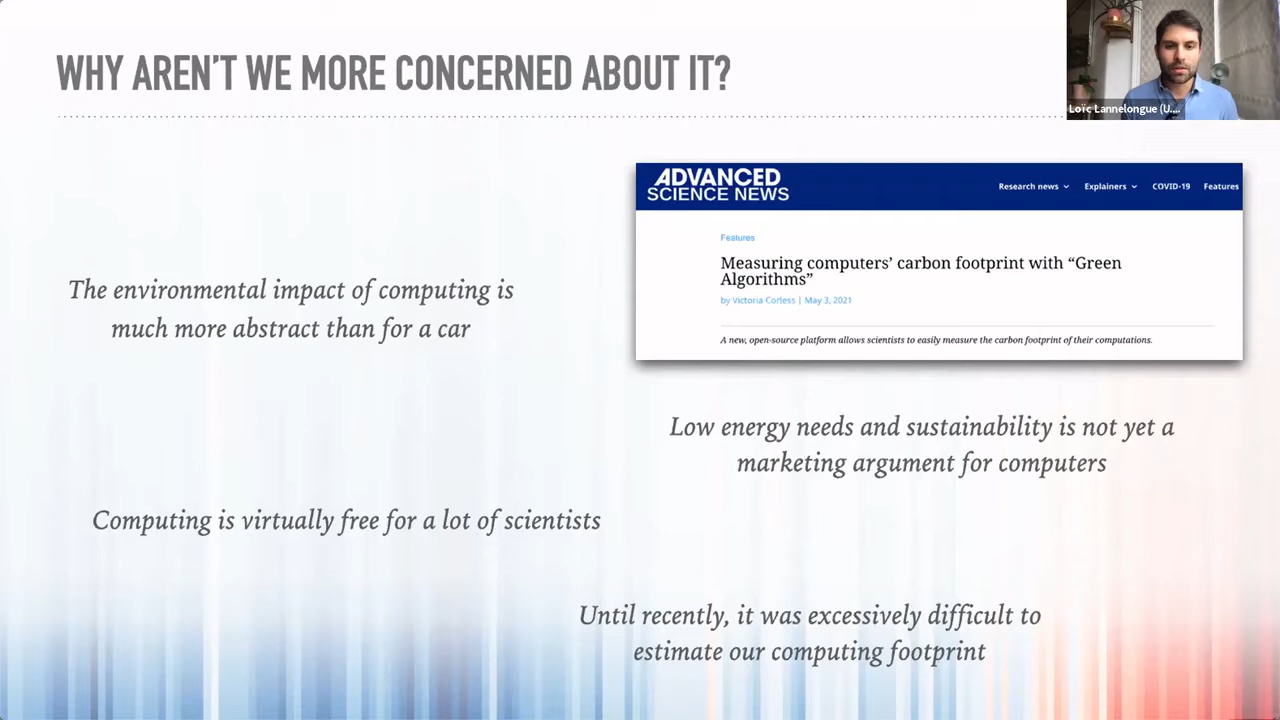 WHY AREN'T WE MORE CONCERNED ABOUT IT?
Loïc Lannelongue (U....
ADVANCED
SCIENCE NEWS
Research news
Explainers
COVID-19
Features
Features
Measuring computers' carbon footprint with “Green
Algorithms”
by Victoria Corless | May 3, 2021
A new, open-source platform allows scientists to easily measure the carbon footprint of their computations.
The environmental impact of computing is
much more abstract than for a car
Low energy needs and sustainability is not yet a
marketing argument for computers
Computing is virtually free for a lot of scientists
Until recently, it was excessively difficult to
estimate our computing footprint